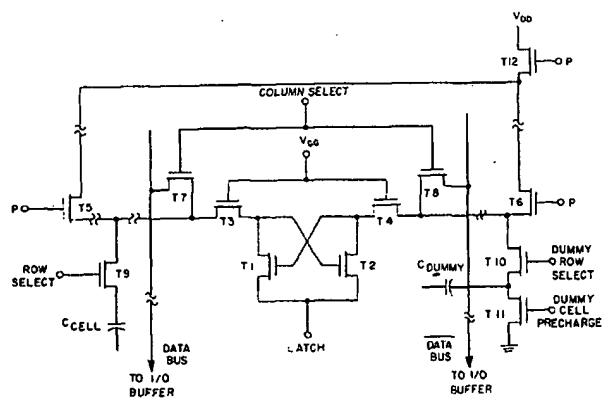 VDD
T12
P
COLUMN SELECT
VGG
T7
T8
P
T5
T3
T4
T6
P
T9
ROW
SELECT
T1
T2
T10
DUMMY
ROW
SELECT
CDUMMY
CCELL
T11
DUMMY
CELL
PRECHARGE
LATCH
DATA
BUS
DATA
BUS
TO I/O
BUFFER
TO I/O
BUFFER